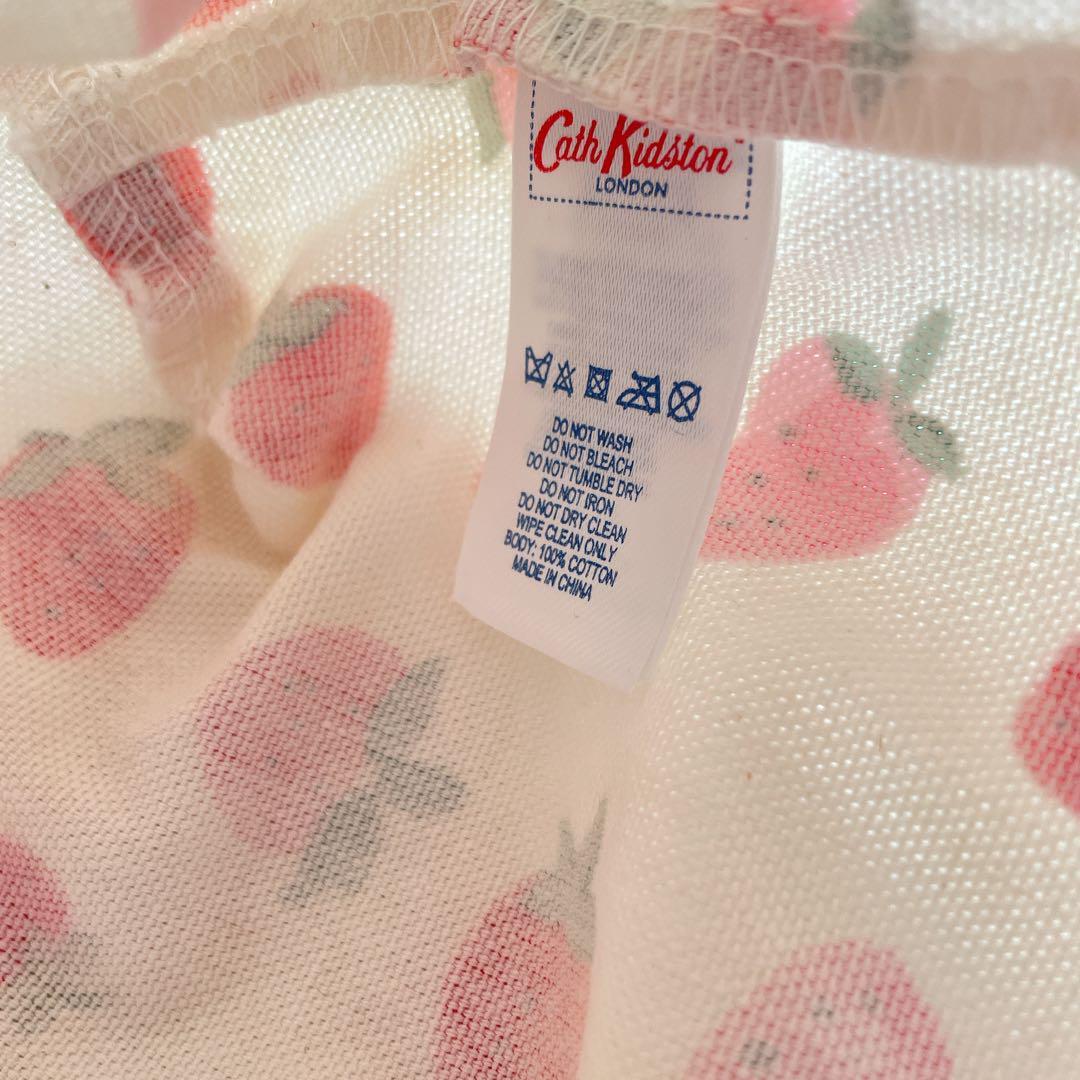 Cath Kidston™
LONDON
DO NOT WASH
DO NOT BLEACH
DO NOT TUMBLE DRY
DO NOT IRON
DO NOT DRY CLEAN
WIPE CLEAN ONLY
BODY: 100% COTTON
MADE IN CHINA